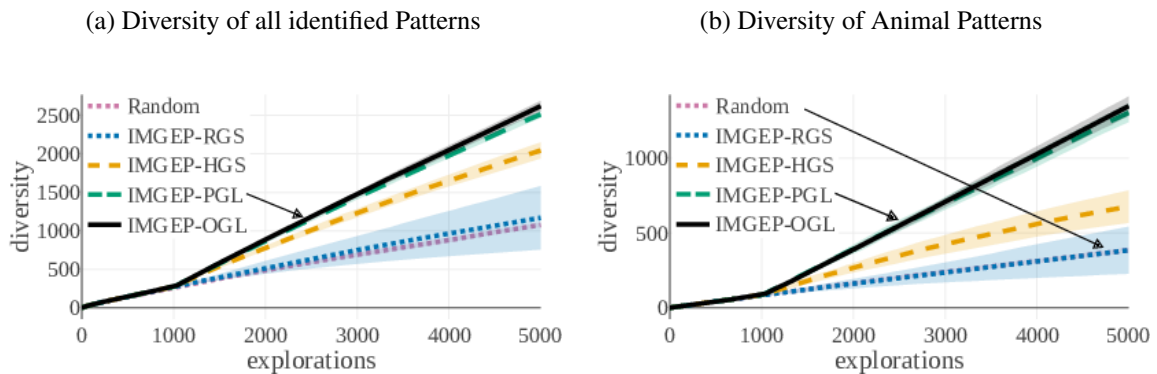 (a) Diversity of all identified Patterns
diversity
2500
2000
1500
1000
500
0
Random
IMGEP-RGS
IMGEP-HGS
IMGEP-PGL
IMGEP-OGL
0 1000 2000 3000 4000 5000
explorations
(b) Diversity of Animal Patterns
diversity
1000
500
0
Random
IMGEP-RGS
IMGEP-HGS
IMGEP-PGL
IMGEP-OGL
0 1000 2000 3000 4000 5000
explorations